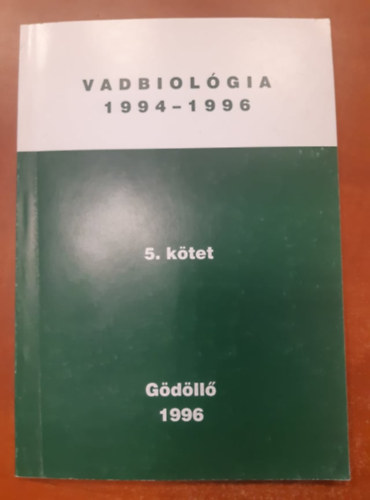 VADBIOLÓGIA
1994–1996
5. kötet
Gödöllő
1996